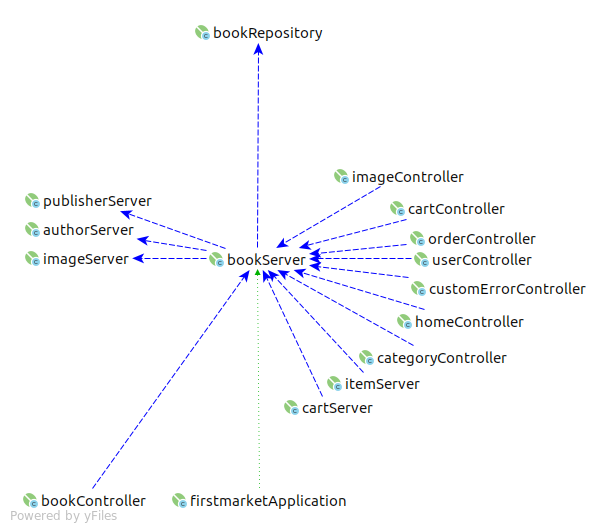 bookRepository
imageController
publisherServer
cartController
authorServer
orderController
imageServer
bookServer
userController
customErrorController
homeController
categoryController
itemServer
cartServer
bookController
firstmarketApplication
Powered by yFiles